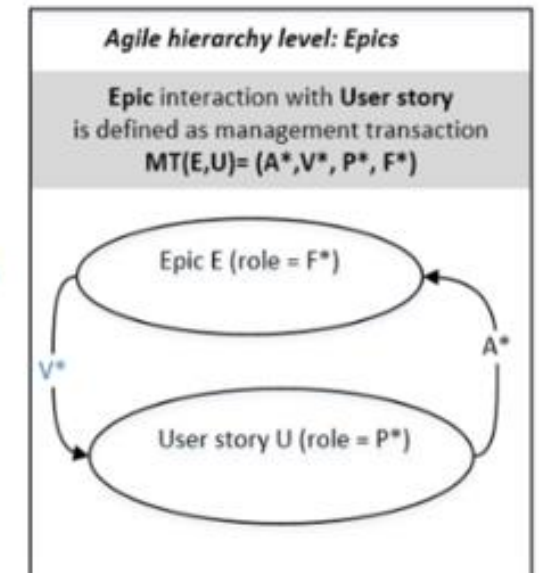 Agile hierarchy level: Epics
Epic interaction with User story
is defined as management transaction
MT(E,U)= (A*,V*, P*, F*)
Epic E (role = F*)
A*
V*
User story U (role = P*)